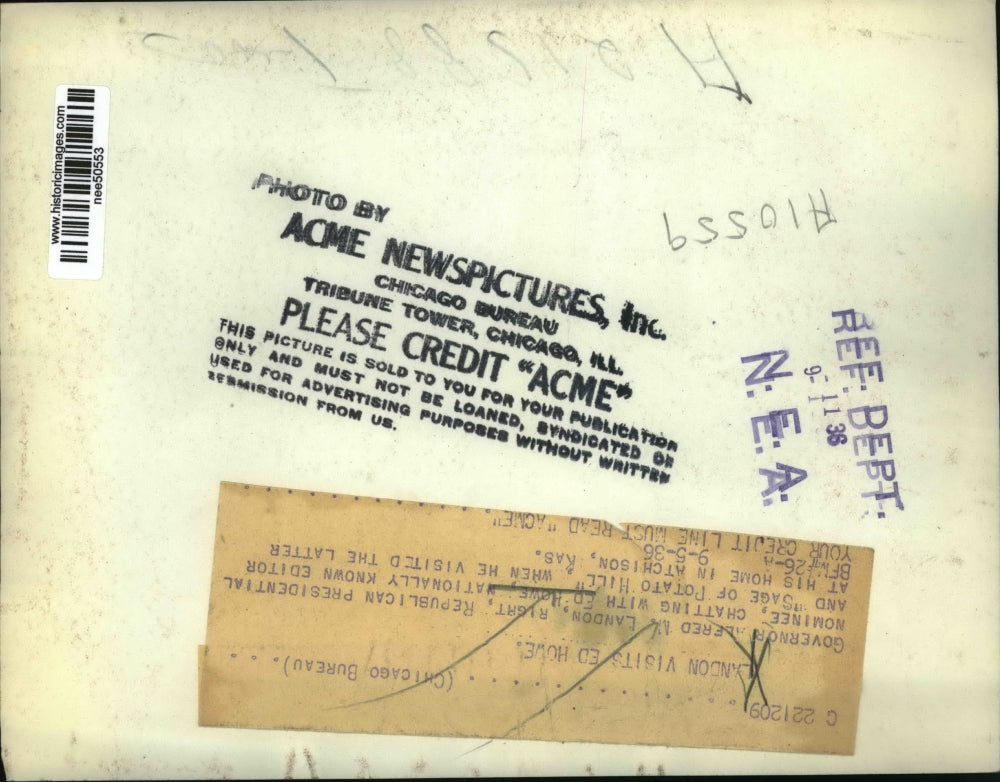 www.historicimages.com
nee50553
A10SS9
PHOTO BY
ACME NEWSPICTURES, Inc.
CHICAGO BUREAU
TRIBUNE TOWER, CHICAGO, ILL.
PLEASE CREDIT "ACME"
THIS PICTURE IS SOLD TO YOU FOR YOUR PUBLICATION
ONLY AND MUST NOT BE LOANED, SYNDICATED OR
USED FOR ADVERTISING PURPOSES WITHOUT WRITTEN
PERMISSION FROM US.
REF. DEPT.
9-11 36
N. E. A.
C 221209 . . . . . . . . . . . . . . . (CHICAGO BUREAU) . . .
LANDON VISITS ED HOWE.
GOVERNOR ALFRED M. LANDON, RIGHT, REPUBLICAN PRESIDENTIAL
NOMINEE, CHATTING WITH ED HOWE, NATIONALLY KNOWN EDITOR
AND "SAGE OF POTATO HILL" WHEN HE VISITED THE LATTER
AT HIS HOME IN ATCHISON, KAS.
9-5-36
YOUR CREDIT LINE MUST READ "ACME"